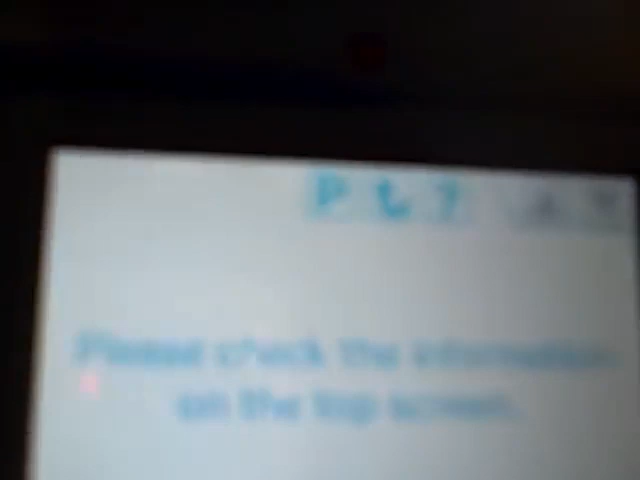 Please check the information
on the top screen.